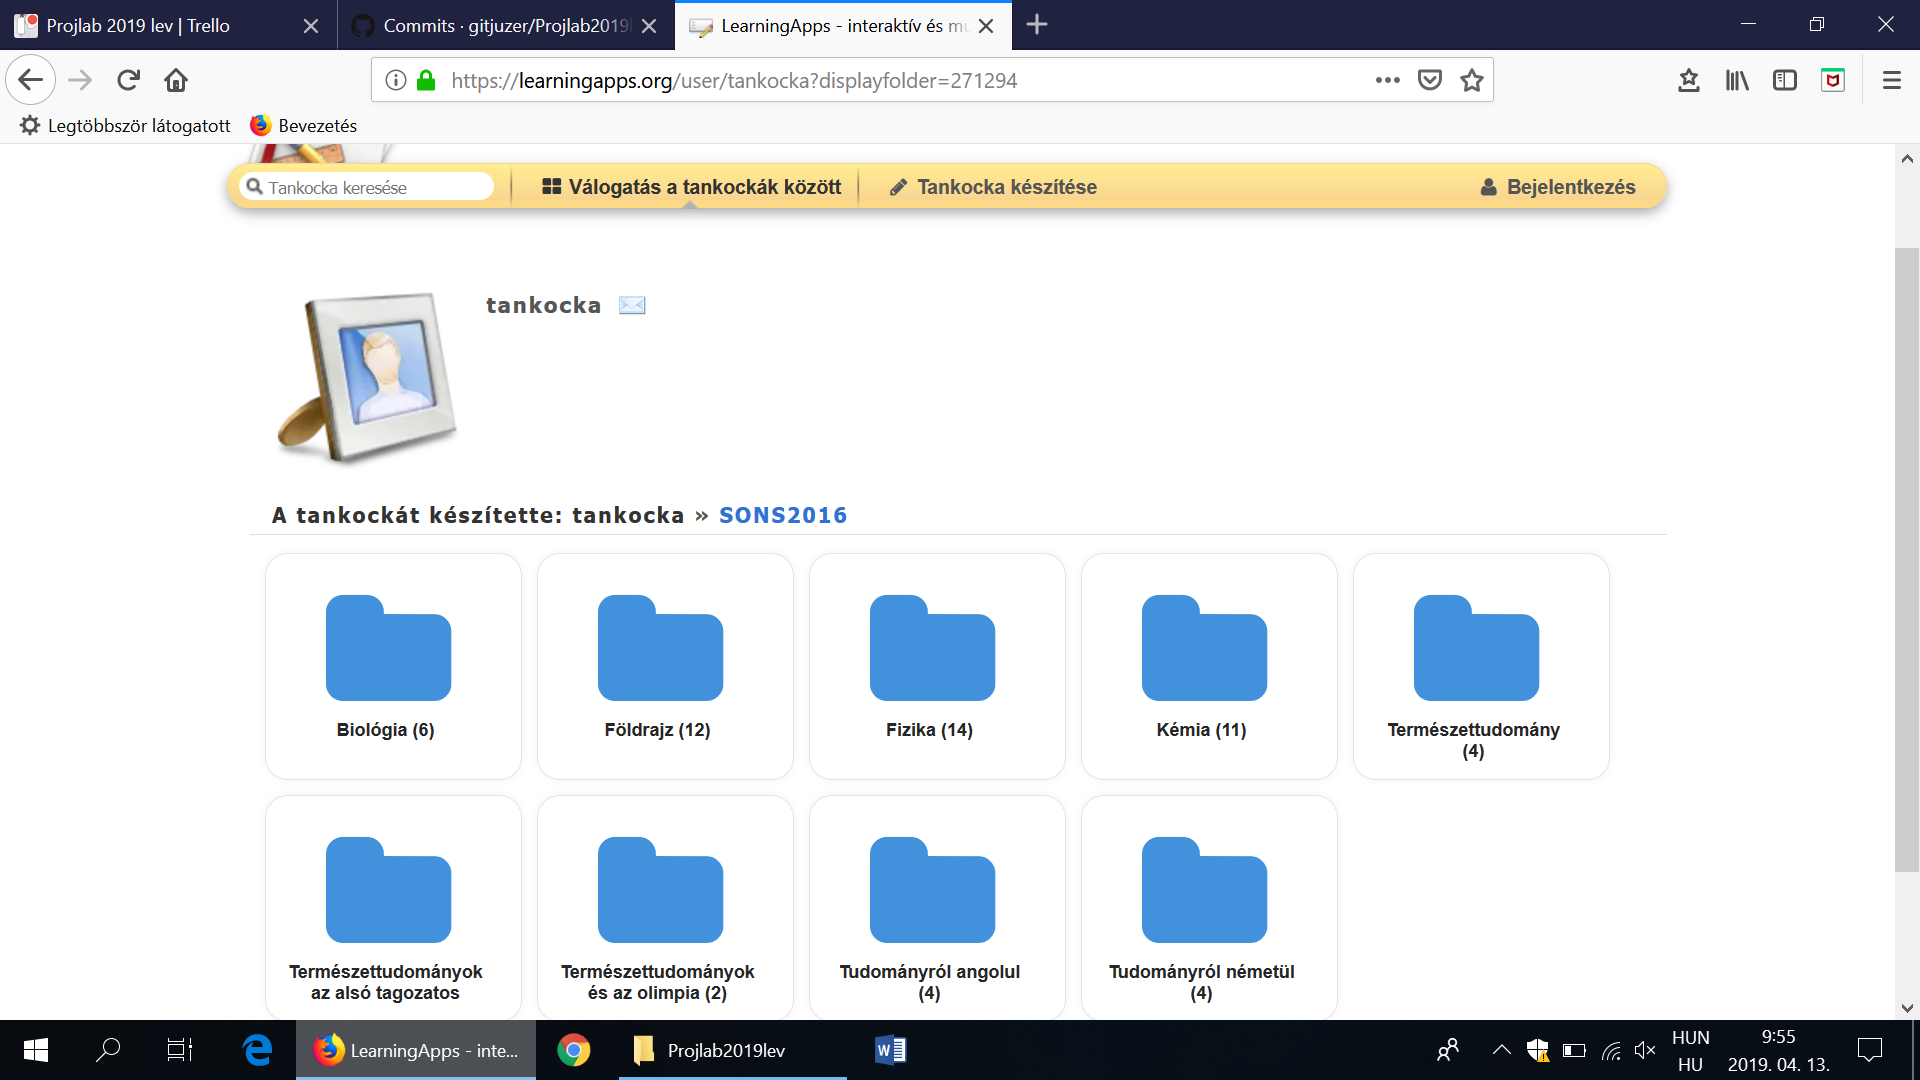 Projlab 2019 lev | Trello
Commits · gitjuzer/Projlab2019l
LearningApps - interaktív és mu
https://learningapps.org/user/tankocka?displayfolder=271294
Legtöbbször látogatott
Bevezetés
Tankocka keresése
Válogatás a tankockák között
Tankocka készítése
Bejelentkezés
tankocka
A tankockát készítette: tankocka » SONS2016
Biológia (6)
Földrajz (12)
Fizika (14)
Kémia (11)
Természettudomány
(4)
Természettudományok
az alsó tagozatos
Természettudományok
és az olimpia (2)
Tudományról angolul
(4)
Tudományról németül
(4)
LearningApps - inte...
Projlab2019lev
HUN
HU
9:55
2019. 04. 13.